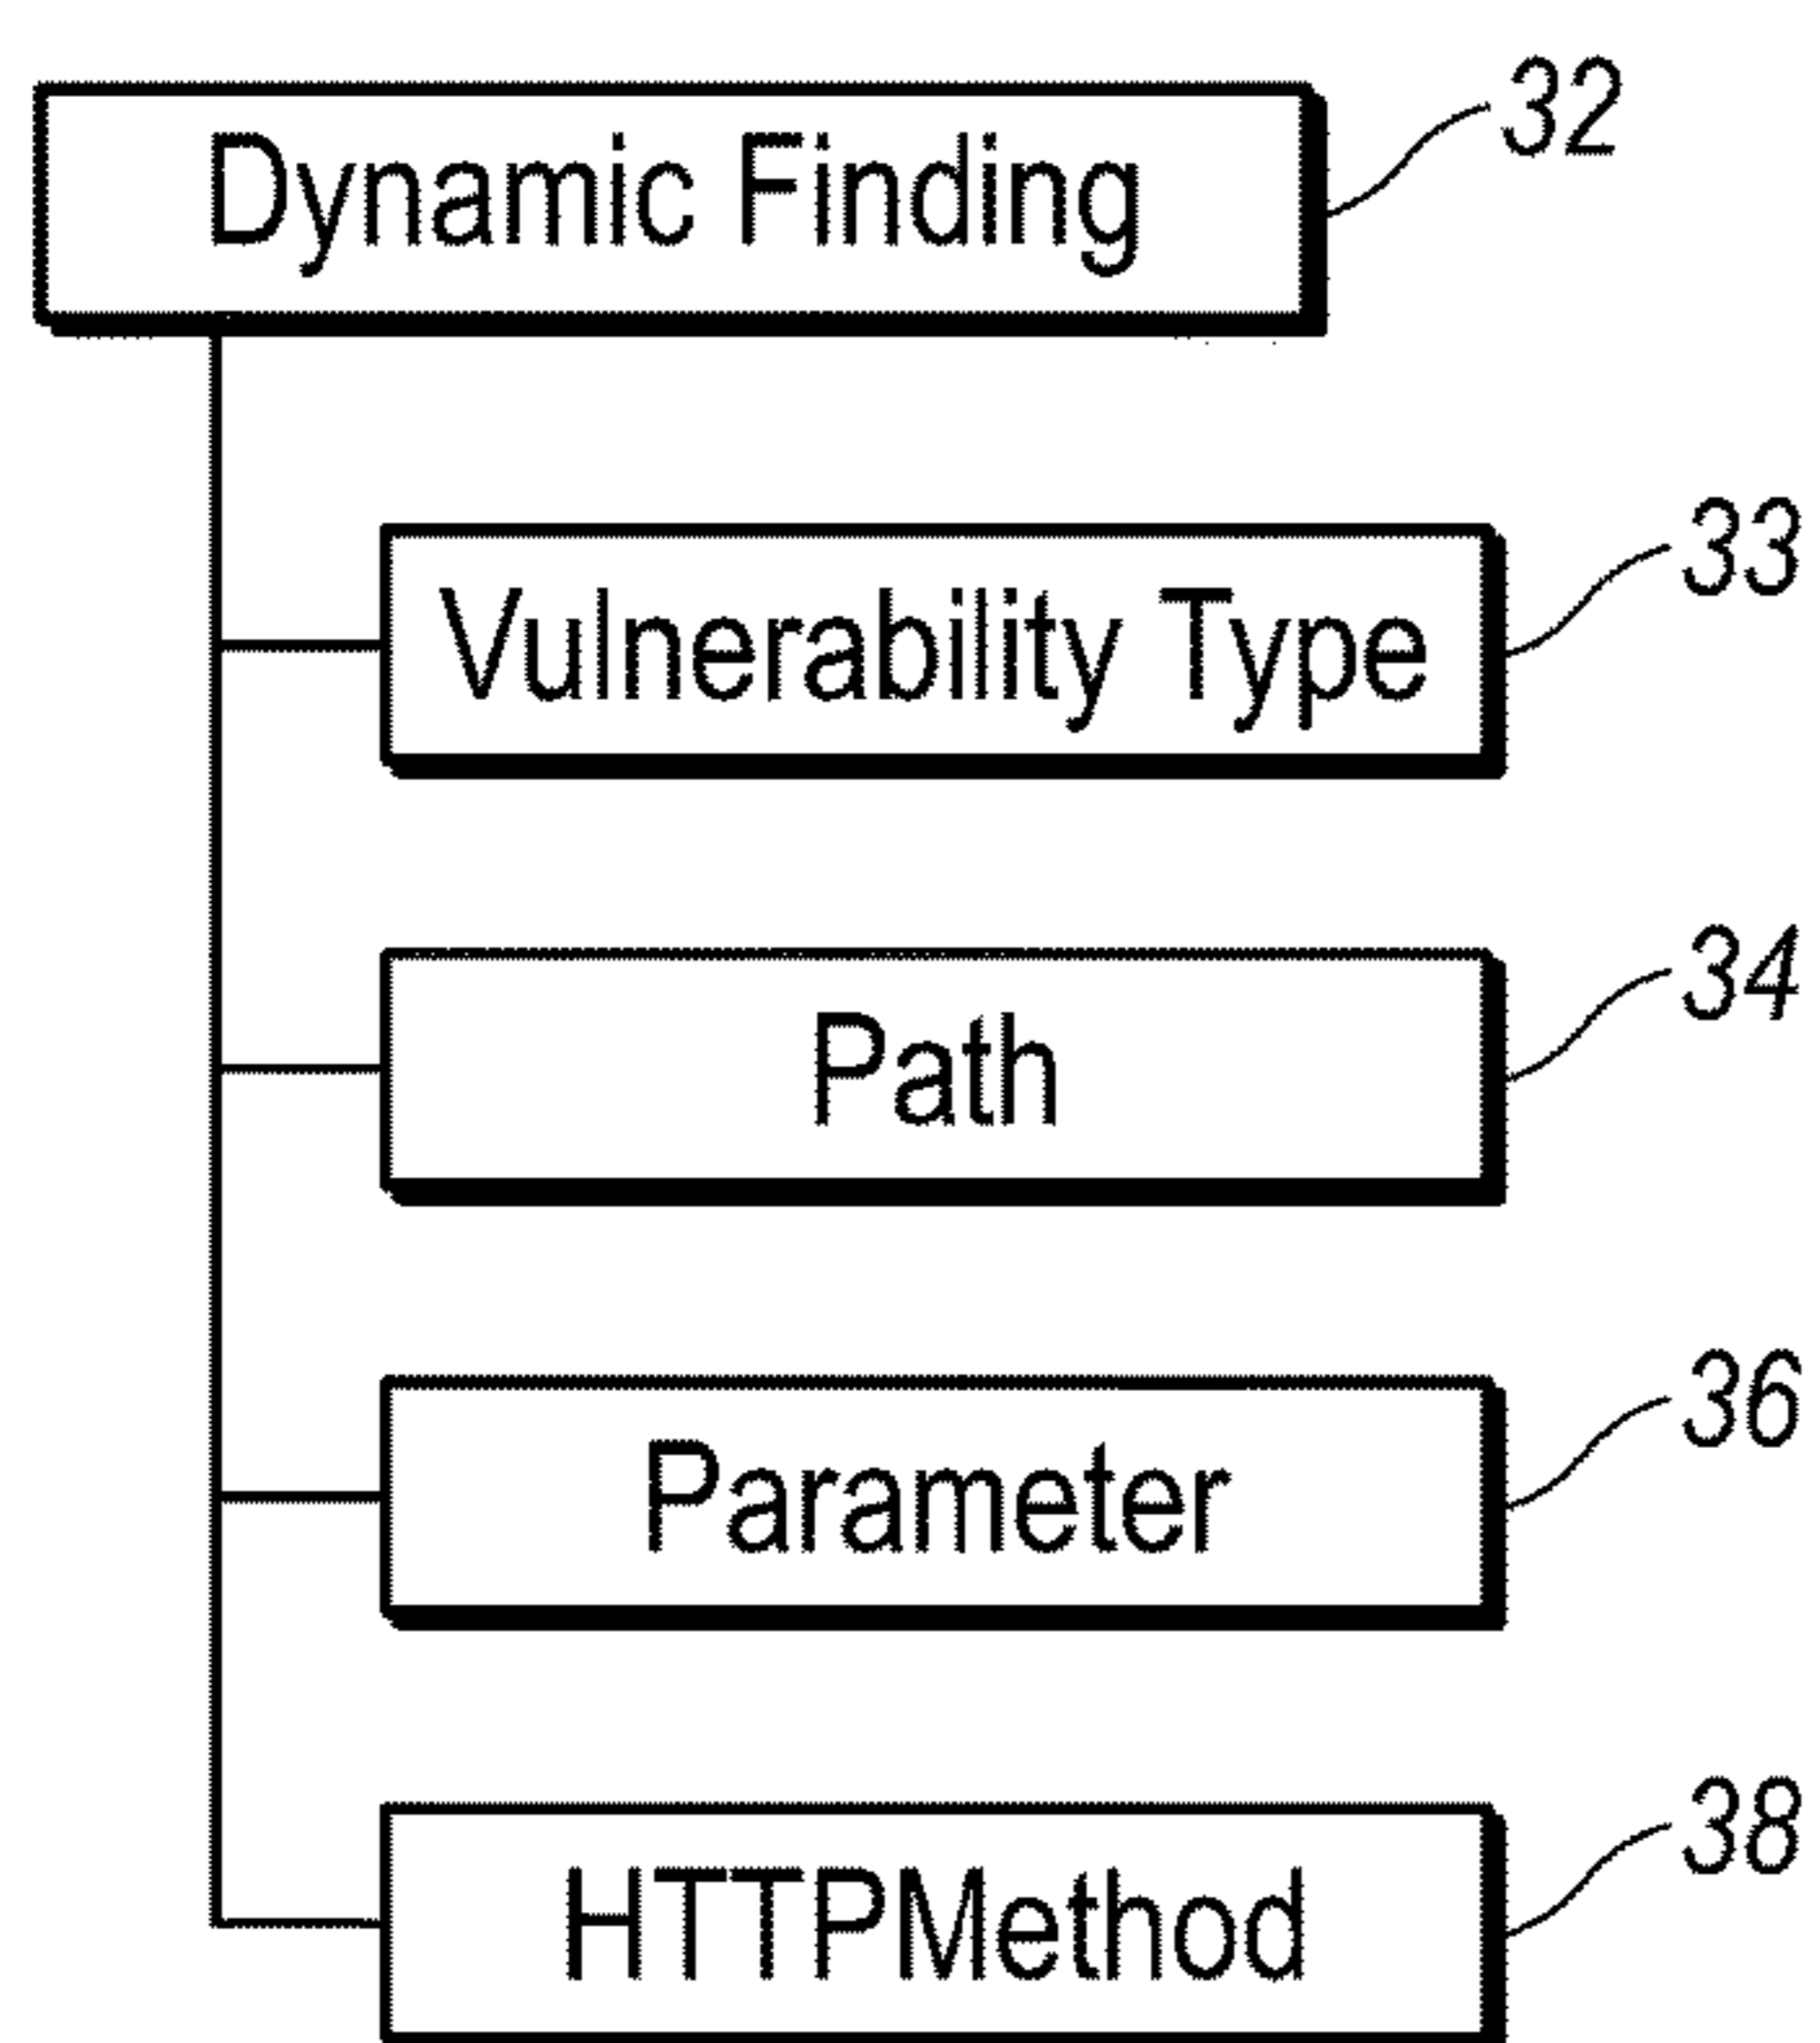 Dynamic Finding 32
Vulnerability Type 33
Path 34
Parameter 36
HTTPMethod 38